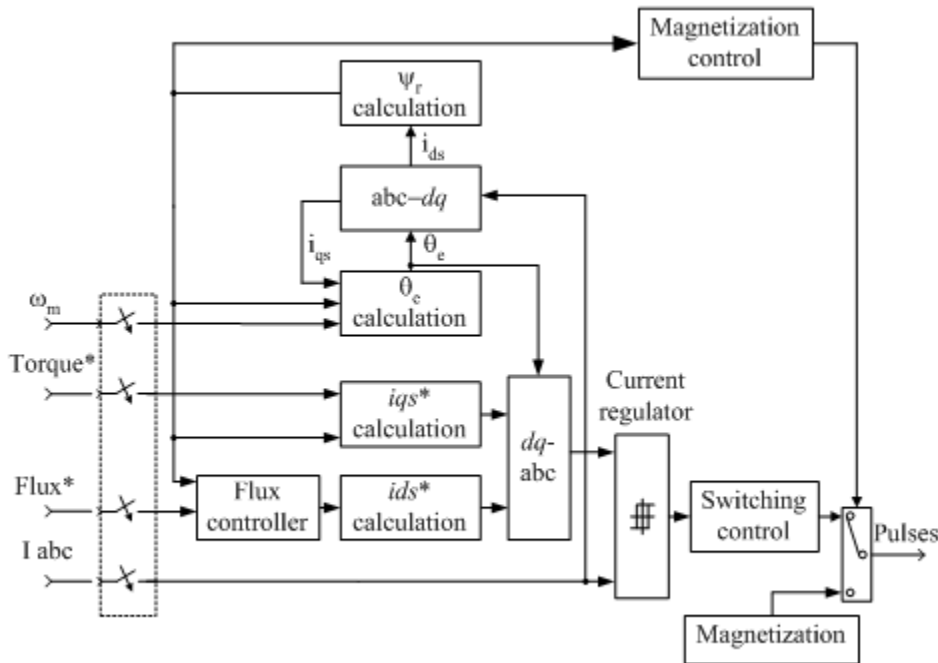 Magnetization
control
ψr
calculation
ids
abc–dq
iqs
θe
θe
calculation
ωm
Torque*
iqs*
calculation
Current
regulator
dq-
abc
Flux*
Flux
controller
ids*
calculation
Switching
control
Pulses
I abc
Magnetization